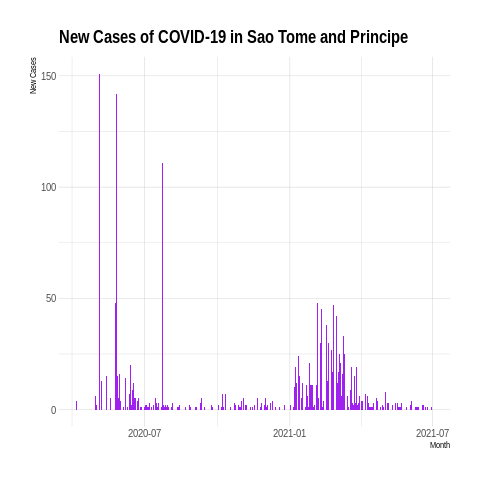 New Cases of COVID-19 in Sao Tome and Principe
New Cases
150
100
50
0
2020-07
2021-01
2021-07
Month